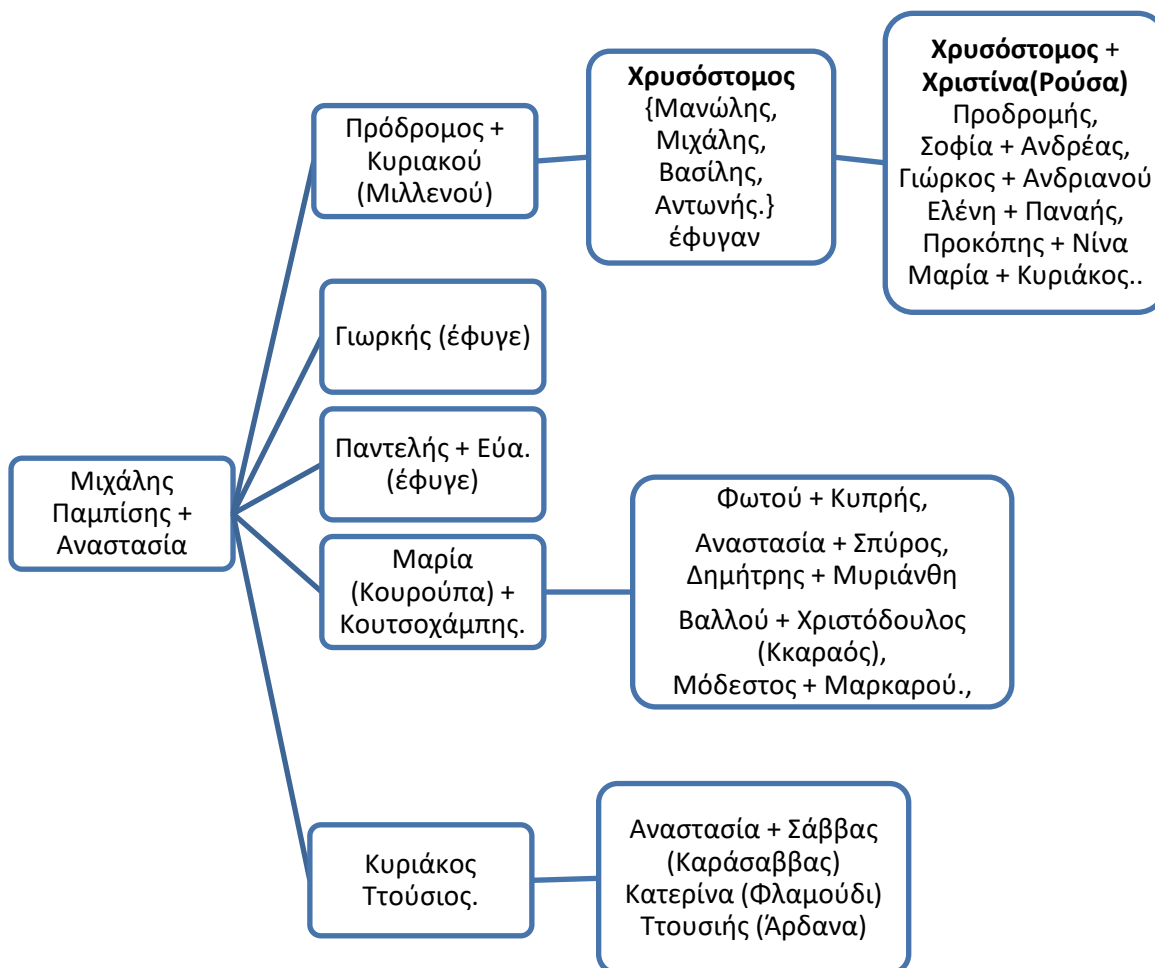 Μιχάλης
Παμπίσης +
Αναστασία
Πρόδρομος +
Κυριακού
(Μιλλενού)
Χρυσόστομος
{Μανώλης,
Μιχάλης,
Βασίλης,
Αντωνής.}
έφυγαν
Χρυσόστομος +
Χριστίνα(Ρούσα)
Προδρομής,
Σοφία + Ανδρέας,
Γιώρκος + Ανδριανού
Ελένη + Παναής,
Προκόπης + Νίνα
Μαρία + Κυριάκος..
Γιωρκής (έφυγε)
Παντελής + Εύα.
(έφυγε)
Μαρία
(Κουρούπα) +
Κουτσοχάμπης.
Φωτού + Κυπρής,
Αναστασία + Σπύρος,
Δημήτρης + Μυριάνθη
Βαλλού + Χριστόδουλος
(Κκαραός),
Μόδεστος + Μαρκαρού.,
Κυριάκος
Ττούσιος.
Αναστασία + Σάββας
(Καράσαββας)
Κατερίνα (Φλαμούδι)
Ττουσιής (Άρδανα)